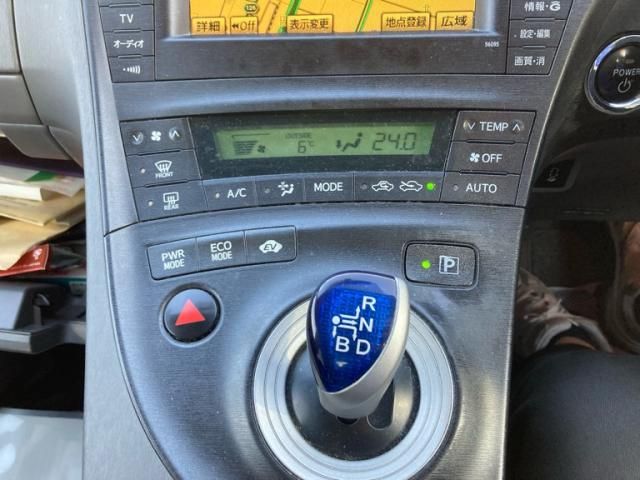 TV
オーディオ
詳細 ◀Off 表示変更 地点登録 広域
56095
情報・G
設定・編集
画質・消
POWER
OUTSIDE
6℃ 24.0
TEMP
OFF
FRONT
REAR
A/C MODE AUTO
PWR MODE
ECO MODE
EV
P
R
N
B D